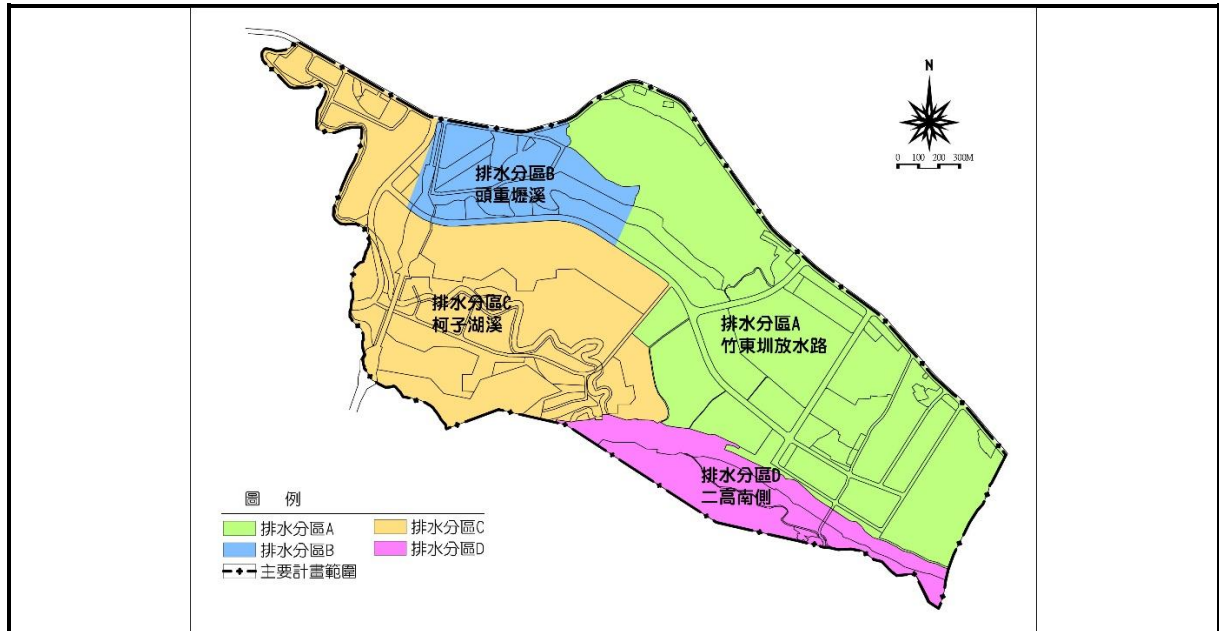 N
0 100 200 300M
排水分區B
頭重壢溪
排水分區C
柯子湖溪
排水分區A
竹東圳放水路
排水分區D
二高南側
圖 例
排水分區A
排水分區C
排水分區B
排水分區D
主要計畫範圍